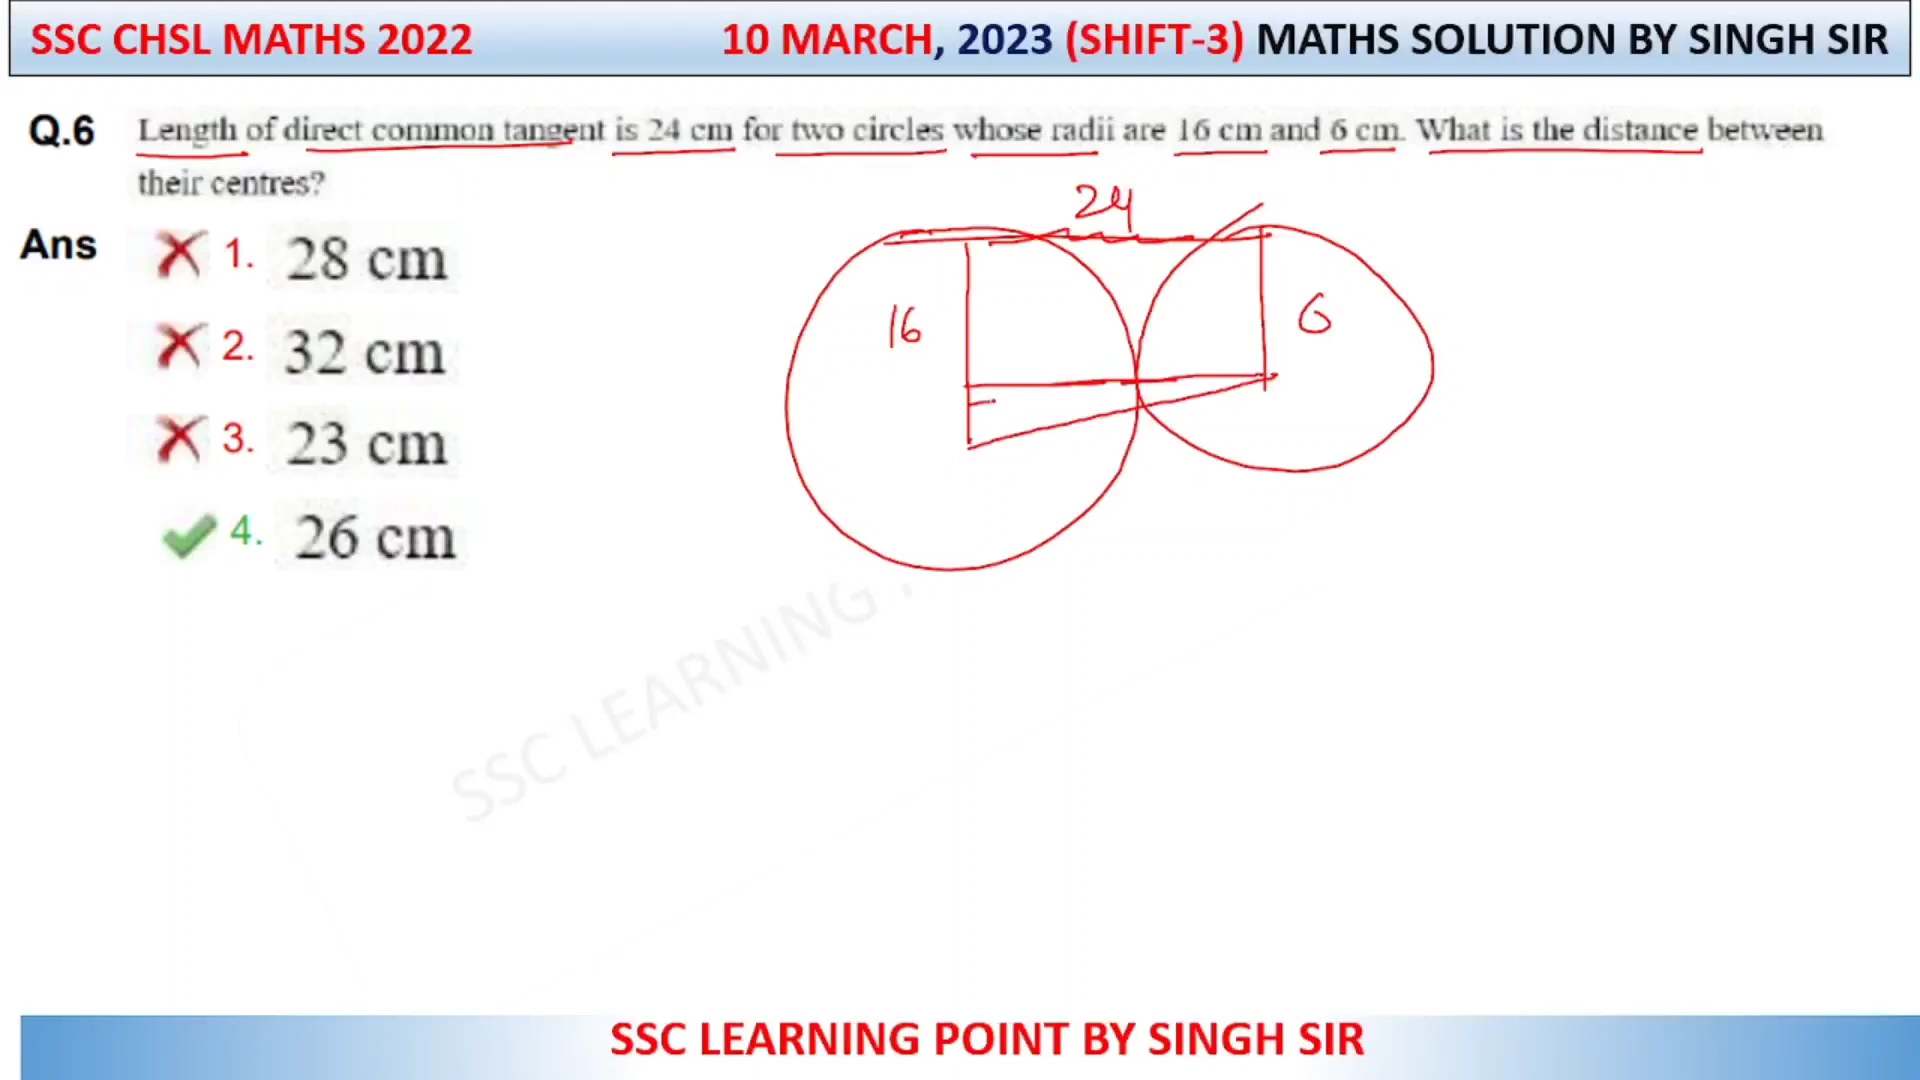 SSC CHSL MATHS 2022 10 MARCH, 2023 (SHIFT-3) MATHS SOLUTION BY SINGH SIR
Q.6 Length of direct common tangent is 24 cm for two circles whose radii are 16 cm and 6 cm. What is the distance between
their centres?
Ans
1. 28 cm
2. 32 cm
3. 23 cm
4. 26 cm
24
16
6
SSC LEARNING
SSC LEARNING POINT BY SINGH SIR